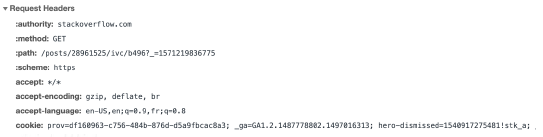 ▼ Request Headers
:authority: stackoverflow.com
:method: GET
:path: /posts/28961525/ivc/b496?_=1571219836775
:scheme: https
accept: */*
accept-encoding: gzip, deflate, br
accept-language: en-US,en;q=0.9,fr;q=0.8
cookie: prov=df160963-c756-484b-876d-d5a9fbcac8a3; _ga=GA1.2.1487778802.1497016313; hero-dismissed=1540917275481!stk_a; _